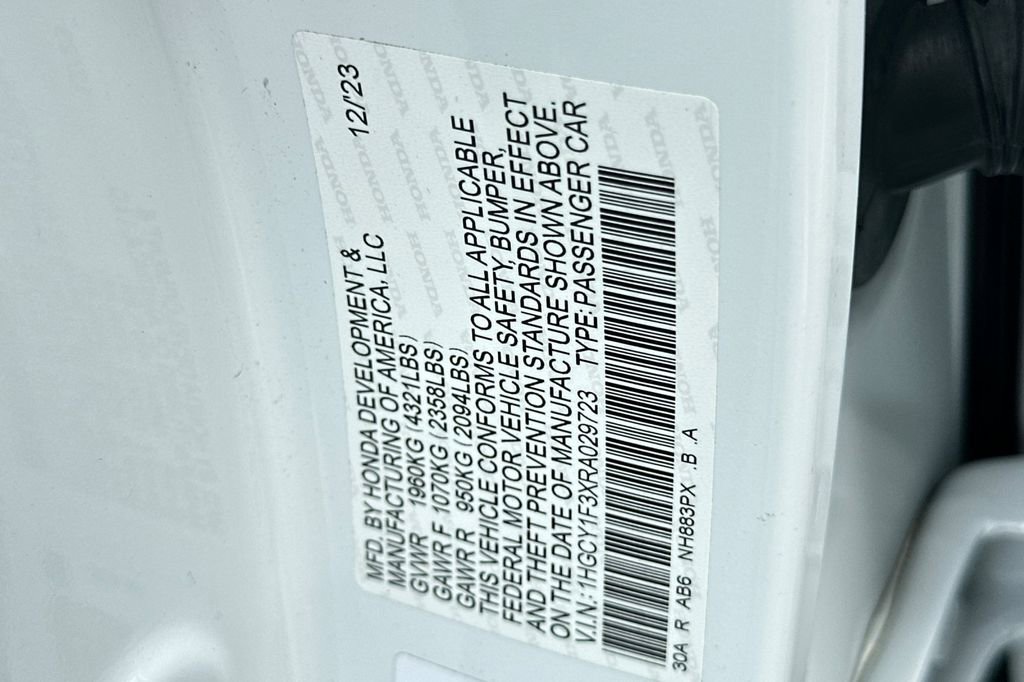 MFD. BY HONDA DEVELOPMENT & 12/'23
MANUFACTURING OF AMERICA, LLC
GVWR 1960KG (4321LBS)
GAWR F 1070KG (2358LBS)
GAWR R 950KG (2094LBS)
THIS VEHICLE CONFORMS TO ALL APPLICABLE
FEDERAL MOTOR VEHICLE SAFETY, BUMPER,
AND THEFT PREVENTION STANDARDS IN EFFECT
ON THE DATE OF MANUFACTURE SHOWN ABOVE.
V.I.N.: 1HGCY1F3XRA029723 TYPE: PASSENGER CAR
30A R AB6 NH883PX .B .A